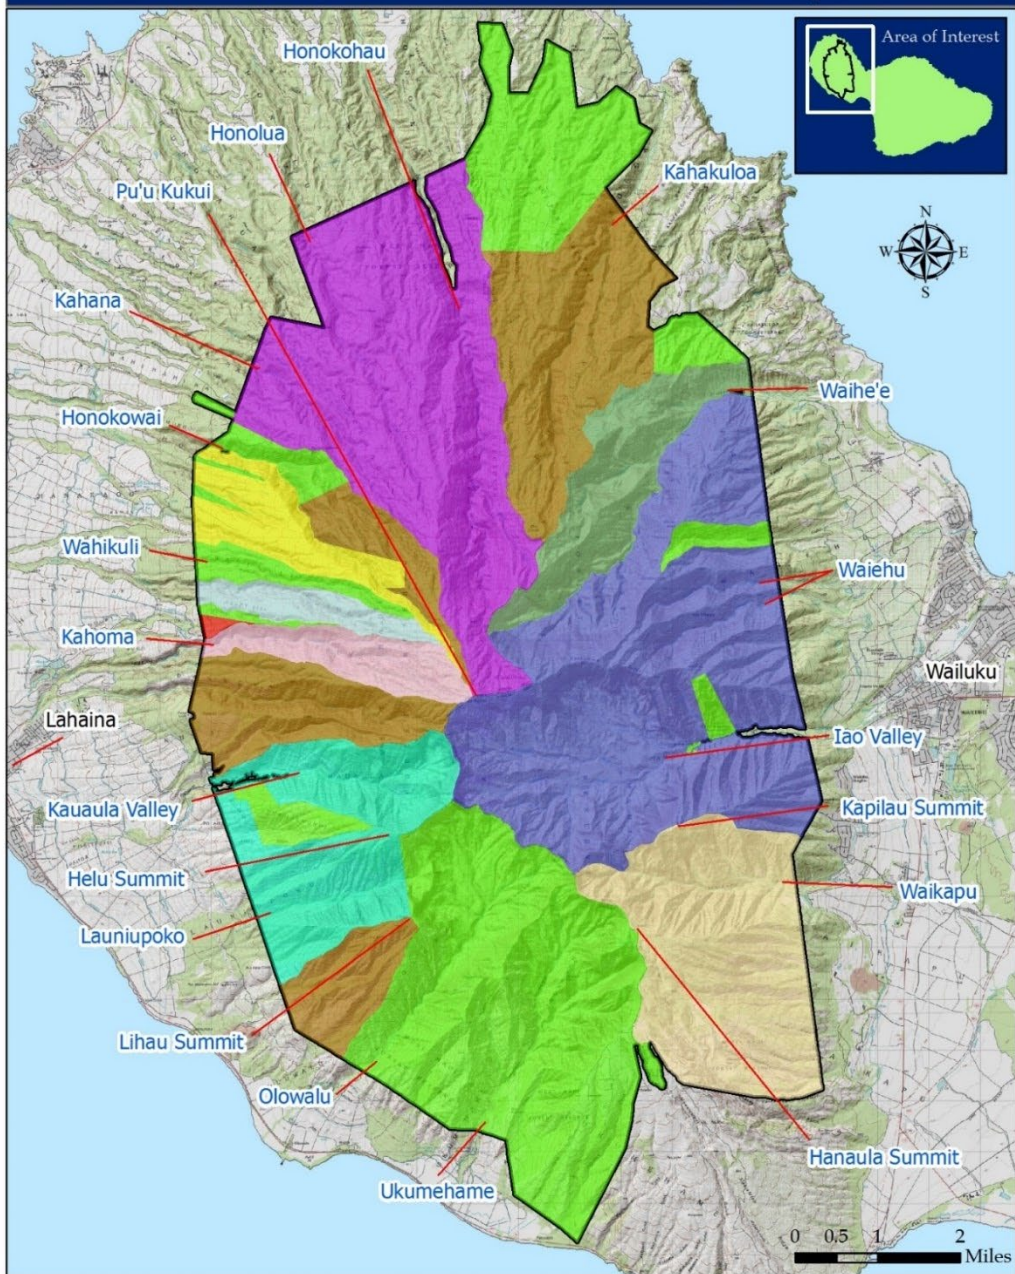 Area of Interest
Honokohau
Honolua
Kahakuloa
Pu'u Kukui
N
W E
S
Kahana
Waihe'e
Honokowai
Wahikuli
Waiehu
Kahoma
Wailuku
Lahaina
Iao Valley
Kauaula Valley
Kapilau Summit
Helu Summit
Waikapu
Launiupoko
Lihau Summit
Olowalu
Hanaula Summit
Ukumehame
0 0.5 1 2
Miles